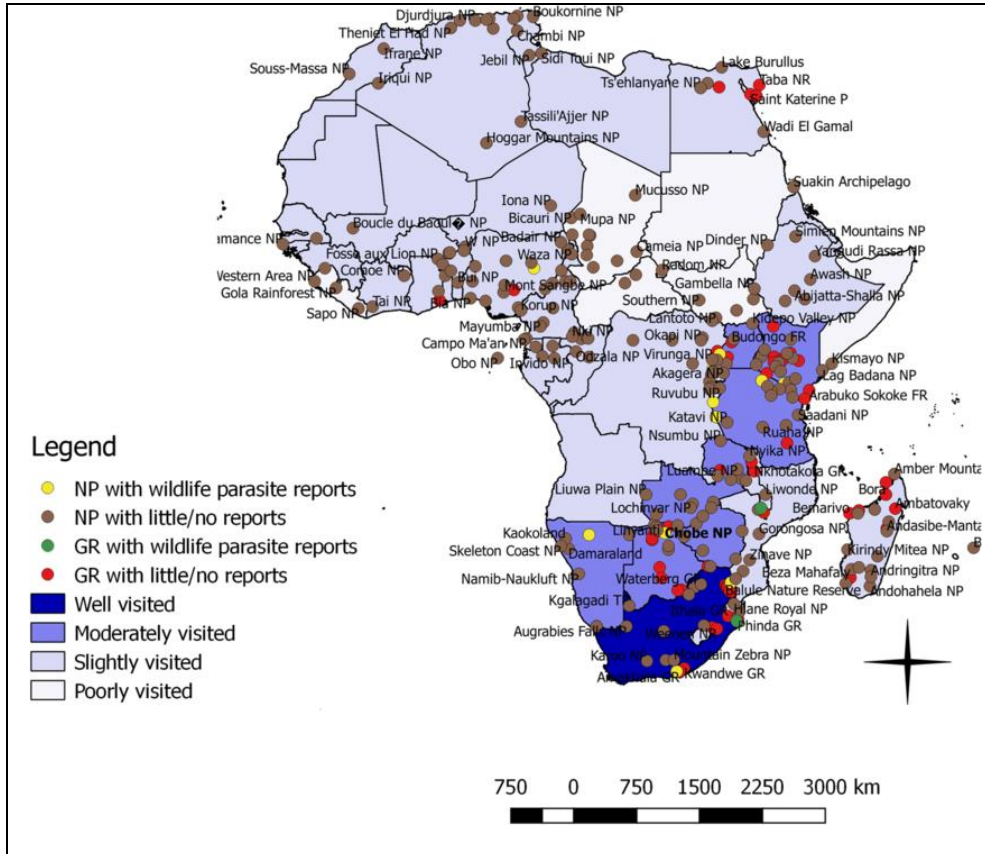 Djurdjura NP
Boukornine NP
Theniet El Had NP
Chambi NP
Ifrane NP
Jebil NP
Sidi Toui NP
Souss-Massa NP
Iriqui NP
Lake Burullus
Ts'ehlanyane NP
Taba NR
Saint Katerine P
Tassili'Ajjer NP
Wadi El Gamal
Hoggar Mountains NP
Suakin Archipelago
Mucusso NP
Iona NP
Bicauri NP
Mupa NP
Boucle du Baoul� NP
Badair NP
amance NP
Fosse aux Lion NP
W NP
Waza NP
Cameia NP
Dinder NP
Simien Mountains NP
Yangudi Rassa NP
Western Area NP
Comoe NP
Bui NP
Mont Sangbe NP
Radom NP
Gambella NP
Awash NP
Gola Rainforest NP
Abijatta-Shalla NP
Sapo NP
Tai NP
Bia NP
Korup NP
Southern NP
Mayumba NP
Nki NP
Lantoto NP
Kidepo Valley NP
Campo Ma'an NP
Okapi NP
Budongo FR
Obo NP
Invido NP
Odzala NP
Virunga NP
Kismayo NP
Akagera NP
Lag Badana NP
Ruvubu NP
Arabuko Sokoke FR
Katavi NP
Saadani NP
Nsumbu NP
Ruaha NP
Nyika NP
Legend
Luambe NP
Nkhotakota GR
Amber Mounta
NP with wildlife parasite reports
Liuwa Plain NP
Liwonde NP
Bora
NP with little/no reports
Lochinvar NP
Bemarivo
Ambatovaky
GR with wildlife parasite reports
Kaokoland
Linyanti
Chobe NP
Gorongosa NP
Andasibe-Manta
GR with little/no reports
Skeleton Coast NP
Damaraland
Zinave NP
Kirindy Mitea NP
B
Well visited
Namib-Naukluft NP
Waterberg GR
Beza Mahafaly
Andringitra NP
Moderately visited
Kgalagadi T
Balule Nature Reserve
Andohahela NP
Slightly visited
Ithala GR
Hlane Royal NP
Augrabies Falls NP
Weenen NP
Phinda GR
Poorly visited
Karoo NP
Mountain Zebra NP
Kwandwe GR
750 0 750 1500 2250 3000 km